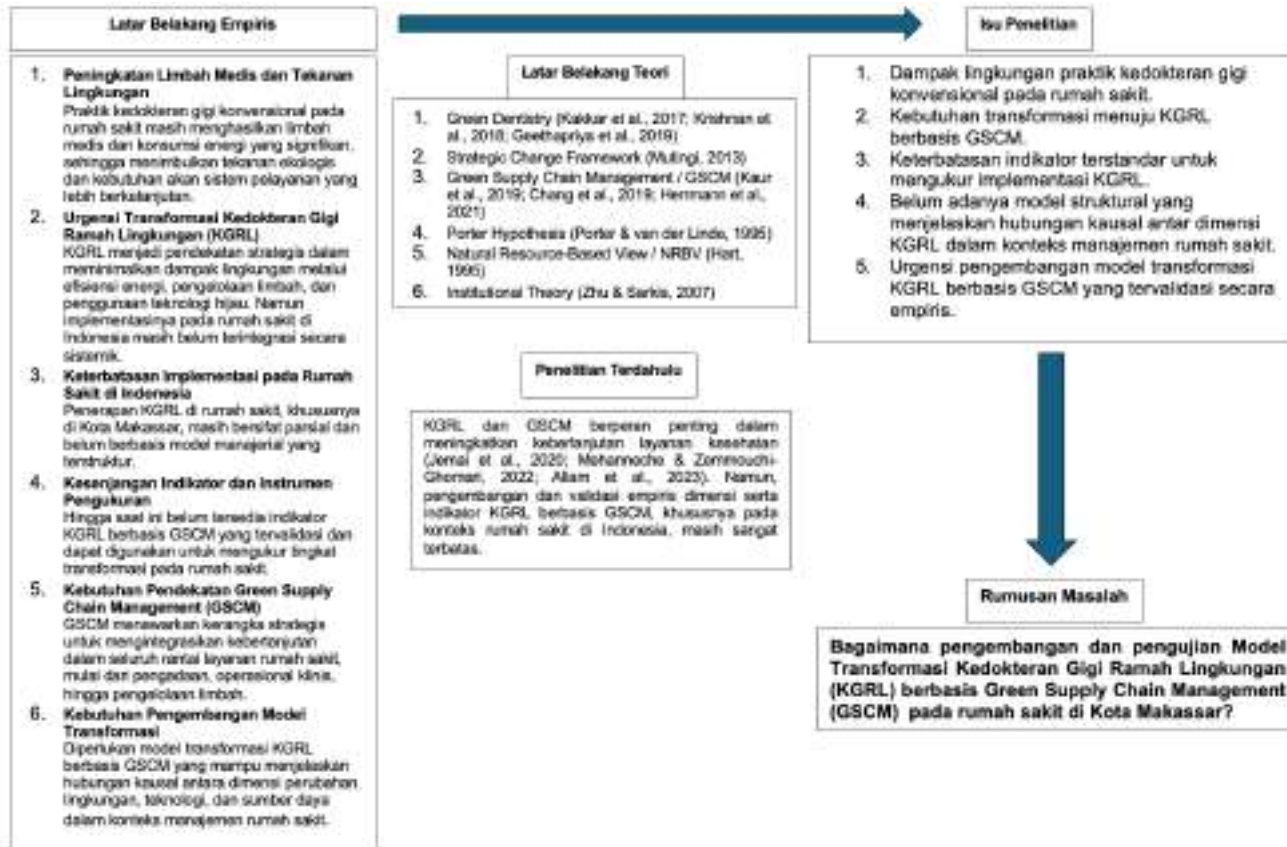 Latar Belakang Empiris
1. Peningkatan Limbah Medis dan Tekanan
Lingkungan
Praktik kedokteran gigi konvensional pada
rumah sakit masih menghasilkan limbah
medis dan konsumsi energi yang signifikan,
sehingga menimbulkan tekanan ekologis
dan kebutuhan akan sistem pelayanan yang
lebih berkelanjutan.
2. Urgensi Transformasi Kedokteran Gigi
Ramah Lingkungan (KGRL)
KGRL menjadi pendekatan strategis dalam
meminimalkan dampak lingkungan melalui
efisiensi energi, pengelolaan limbah, dan
penggunaan teknologi hijau. Namun
implementasinya pada rumah sakit di
Indonesia masih belum terintegrasi secara
sistemik.
3. Keterbatasan Implementasi pada Rumah
Sakit di Indonesia
Penerapan KGRL di rumah sakit, khususnya
di Kota Makassar, masih bersifat parsial dan
belum berbasis model manajerial yang
terstruktur.
4. Kesenjangan Indikator dan Instrumen
Pengukuran
Hingga saat ini belum tersedia indikator
KGRL berbasis GSCM yang tervalidasi dan
dapat digunakan untuk mengukur tingkat
transformasi pada rumah sakit.
5. Kebutuhan Pendekatan Green Supply
Chain Management (GSCM)
GSCM menawarkan kerangka strategis
untuk mengintegrasikan keberlanjutan
dalam seluruh rantai layanan rumah sakit,
mulai dari pengadaan, operasional klinis,
hingga pengelolaan limbah.
6. Kebutuhan Pengembangan Model
Transformasi
Diperlukan model transformasi KGRL
berbasis GSCM yang mampu menjelaskan
hubungan kausal antara dimensi perubahan
lingkungan, teknologi, dan sumber daya
dalam konteks manajemen rumah sakit.
Latar Belakang Teori
1. Green Dentistry (Kakkar et al., 2017; Krishnan et
al., 2018; Geethapriya et al., 2019)
2. Strategic Change Framework (Mulingi, 2013)
3. Green Supply Chain Management / GSCM (Kaur
et al., 2019; Chang et al., 2019; Herrmann et al.,
2021)
4. Porter Hypothesis (Porter & van der Linde, 1995)
5. Natural Resource-Based View / NRBV (Hart,
1995)
6. Institutional Theory (Zhu & Sarkis, 2007)
Penelitian Terdahulu
KGRL dan GSCM berperan penting dalam
meningkatkan keberlanjutan layanan kesehatan
(Jemai et al., 2020; Mehanneche & Zemmouchi-
Ghomari, 2022; Allam et al., 2023). Namun,
pengembangan dan validasi empiris dimensi serta
indikator KGRL berbasis GSCM, khususnya pada
konteks rumah sakit di Indonesia, masih sangat
terbatas.
Isu Penelitian
1. Dampak lingkungan praktik kedokteran gigi
konvensional pada rumah sakit.
2. Kebutuhan transformasi menuju KGRL
berbasis GSCM.
3. Keterbatasan indikator terstandar untuk
mengukur implementasi KGRL.
4. Belum adanya model struktural yang
menjelaskan hubungan kausal antar dimensi
KGRL dalam konteks manajemen rumah sakit.
5. Urgensi pengembangan model transformasi
KGRL berbasis GSCM yang tervalidasi secara
empiris.
Rumusan Masalah
Bagaimana pengembangan dan pengujian Model
Transformasi Kedokteran Gigi Ramah Lingkungan
(KGRL) berbasis Green Supply Chain Management
(GSCM) pada rumah sakit di Kota Makassar?